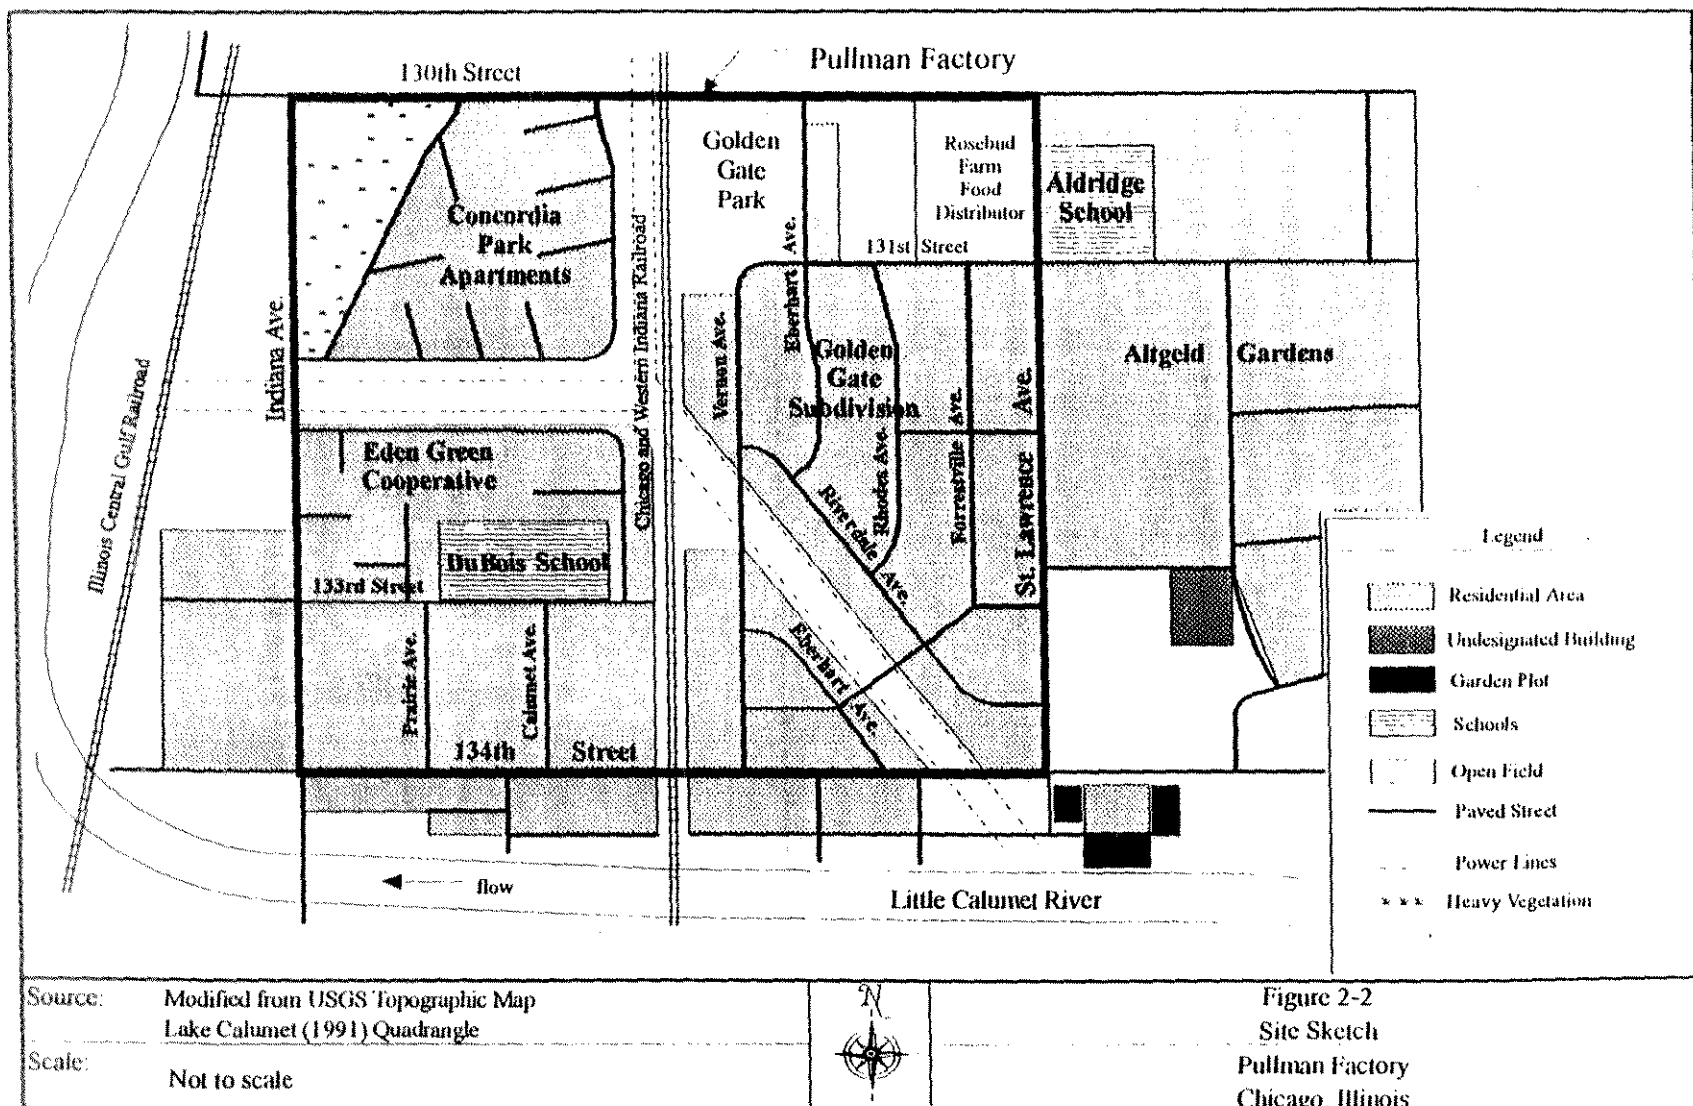 130th Street
Pullman Factory
Golden
Gate
Park
Rosebud
Farm
Food
Distributor
Aldridge
School
131st Street
Concordia
Park
Apartments
Indiana Ave.
Illinois Central Gulf Railroad
Chicago and Western Indiana Railroad
Vernon Ave.
Eberhart Ave.
Golden
Gate
Subdivision
Rhodes Ave.
Forrestville Ave.
St. Lawrence Ave.
Altgeld Gardens
Eden Green
Cooperative
DuBois School
133rd Street
Riverdale Ave.
Eberhart Ave.
Prairie Ave.
Calumet Ave.
134th Street
flow
Little Calumet River
Legend
Residential Area
Undesignated Building
Garden Plot
Schools
Open Field
Paved Street
Power Lines
Heavy Vegetation
Source: Modified from USGS Topographic Map
Lake Calumet (1991) Quadrangle
Scale:
Not to scale
N
Figure 2-2
Site Sketch
Pullman Factory
Chicago, Illinois